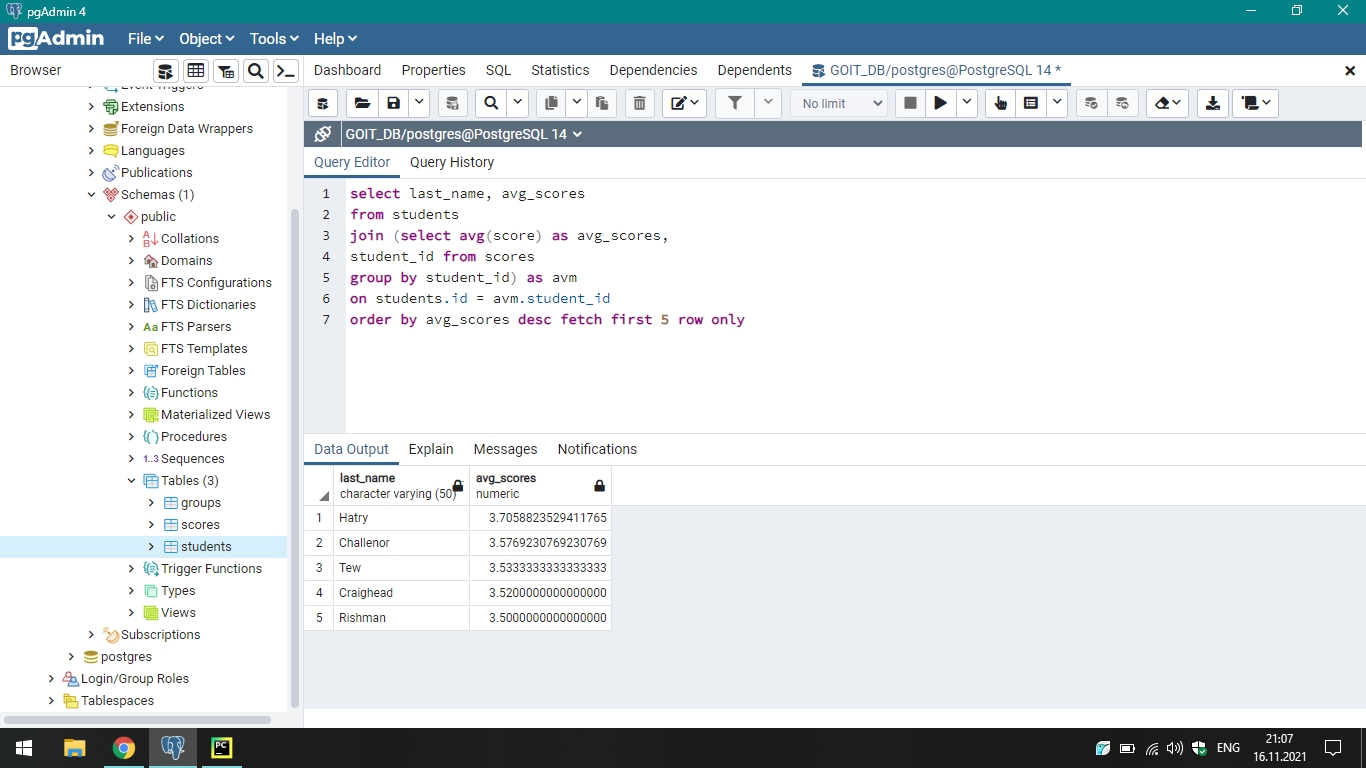 pgAdmin 4
pgAdmin File Object Tools Help
Browser
Dashboard Properties SQL Statistics Dependencies Dependents GOIT_DB/postgres@PostgreSQL 14 *
No limit
GOIT_DB/postgres@PostgreSQL 14
Query Editor Query History
Event Triggers
Extensions
Foreign Data Wrappers
Languages
Publications
Schemas (1)
public
Collations
Domains
FTS Configurations
FTS Dictionaries
Aa FTS Parsers
FTS Templates
Foreign Tables
Functions
Materialized Views
Procedures
1..3 Sequences
Tables (3)
groups
scores
students
Trigger Functions
Types
Views
Subscriptions
postgres
Login/Group Roles
Tablespaces
1 select last_name, avg_scores
2 from students
3 join (select avg(score) as avg_scores,
4 student_id from scores
5 group by student_id) as avm
6 on students.id = avm.student_id
7 order by avg_scores desc fetch first 5 row only
Data Output Explain Messages Notifications
last_name avg_scores
character varying (50) numeric
1 Hatry 3.7058823529411765
2 Challenor 3.5769230769230769
3 Tew 3.5333333333333333
4 Craighead 3.5200000000000000
5 Rishman 3.5000000000000000
PC ENG 21:07
16.11.2021